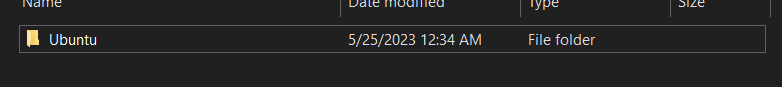 Name Date modified Type Size
Ubuntu 5/25/2023 12:34 AM File folder